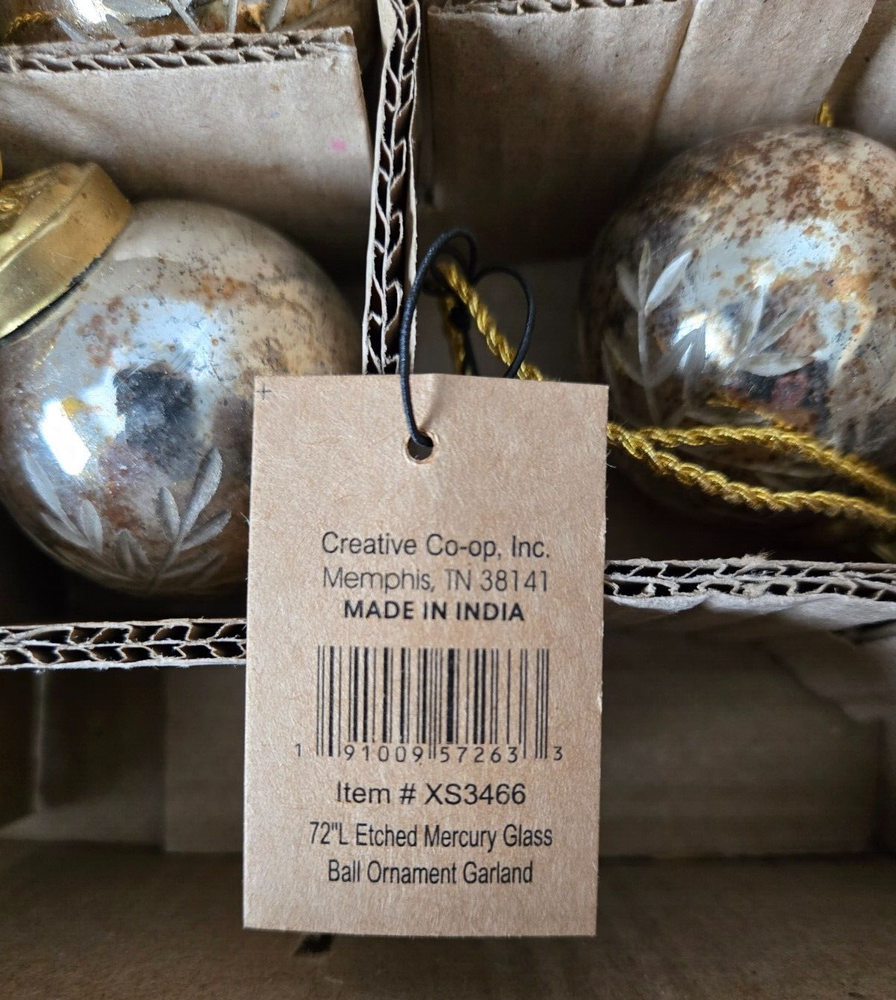 Creative Co-op, Inc.
Memphis, TN 38141
MADE IN INDIA
1 91009 57263 3
Item # XS3466
72"L Etched Mercury Glass
Ball Ornament Garland